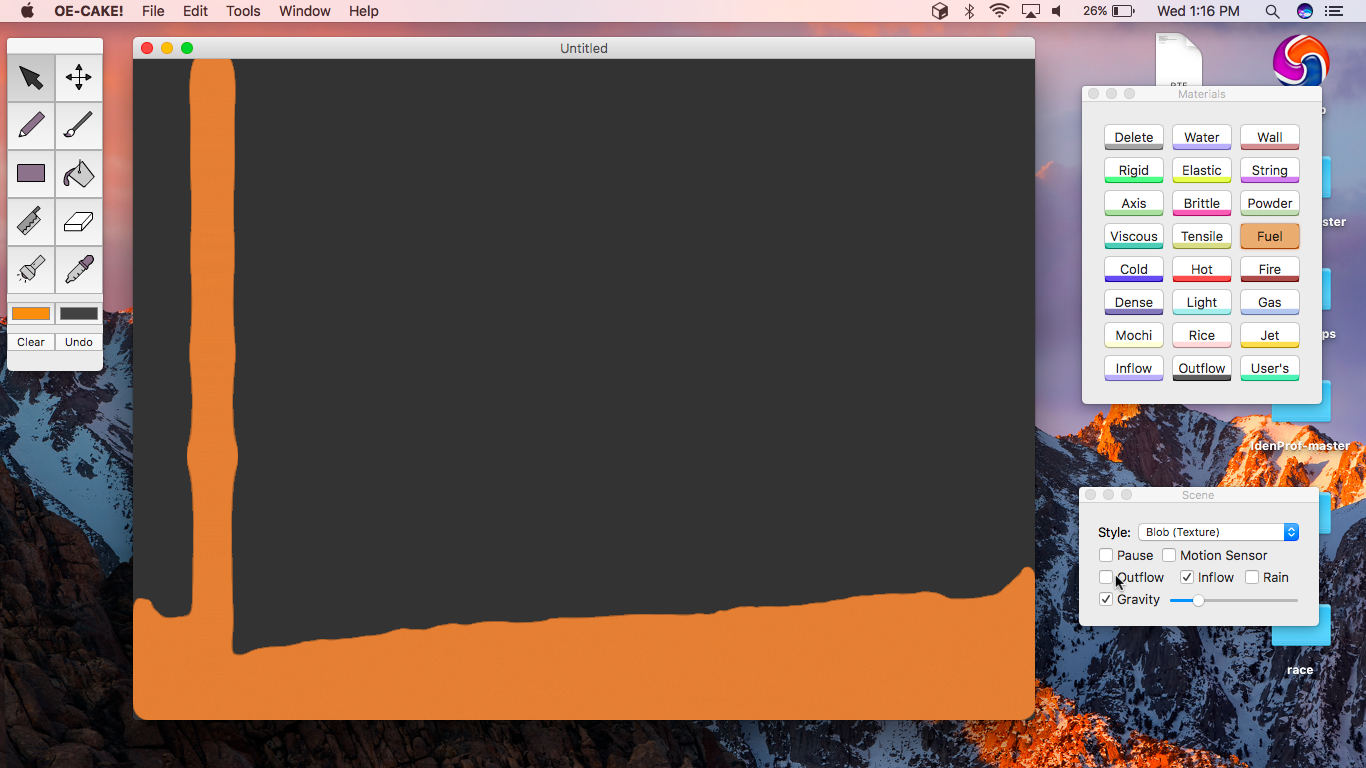 OE-CAKE! File Edit Tools Window Help 26% Wed 1:16 PM
Untitled
Clear Undo
Materials
Delete Water Wall
Rigid Elastic String
Axis Brittle Powder
Viscous Tensile Fuel
Cold Hot Fire
Dense Light Gas
Mochi Rice Jet
Inflow Outflow User's
ster
ps
IdenProf-master
Scene
Style: Blob (Texture)
Pause Motion Sensor
Outflow Inflow Rain
Gravity
race